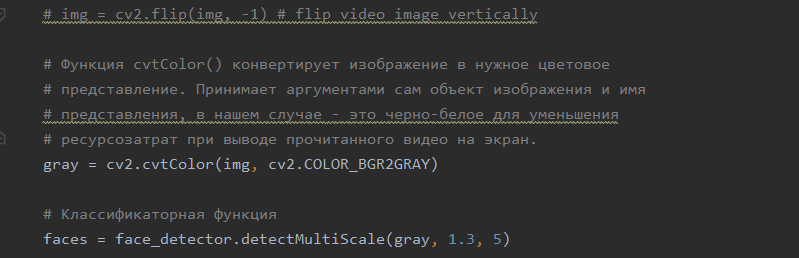 # img = cv2.flip(img, -1) # flip video image vertically
# Функция cvtColor() конвертирует изображение в нужное цветовое
# представление. Принимает аргументами сам объект изображения и имя
# представления, в нашем случае - это черно-белое для уменьшения
# ресурсозатрат при выводе прочитанного видео на экран.
gray = cv2.cvtColor(img, cv2.COLOR_BGR2GRAY)
# Классификаторная функция
faces = face_detector.detectMultiScale(gray, 1.3, 5)